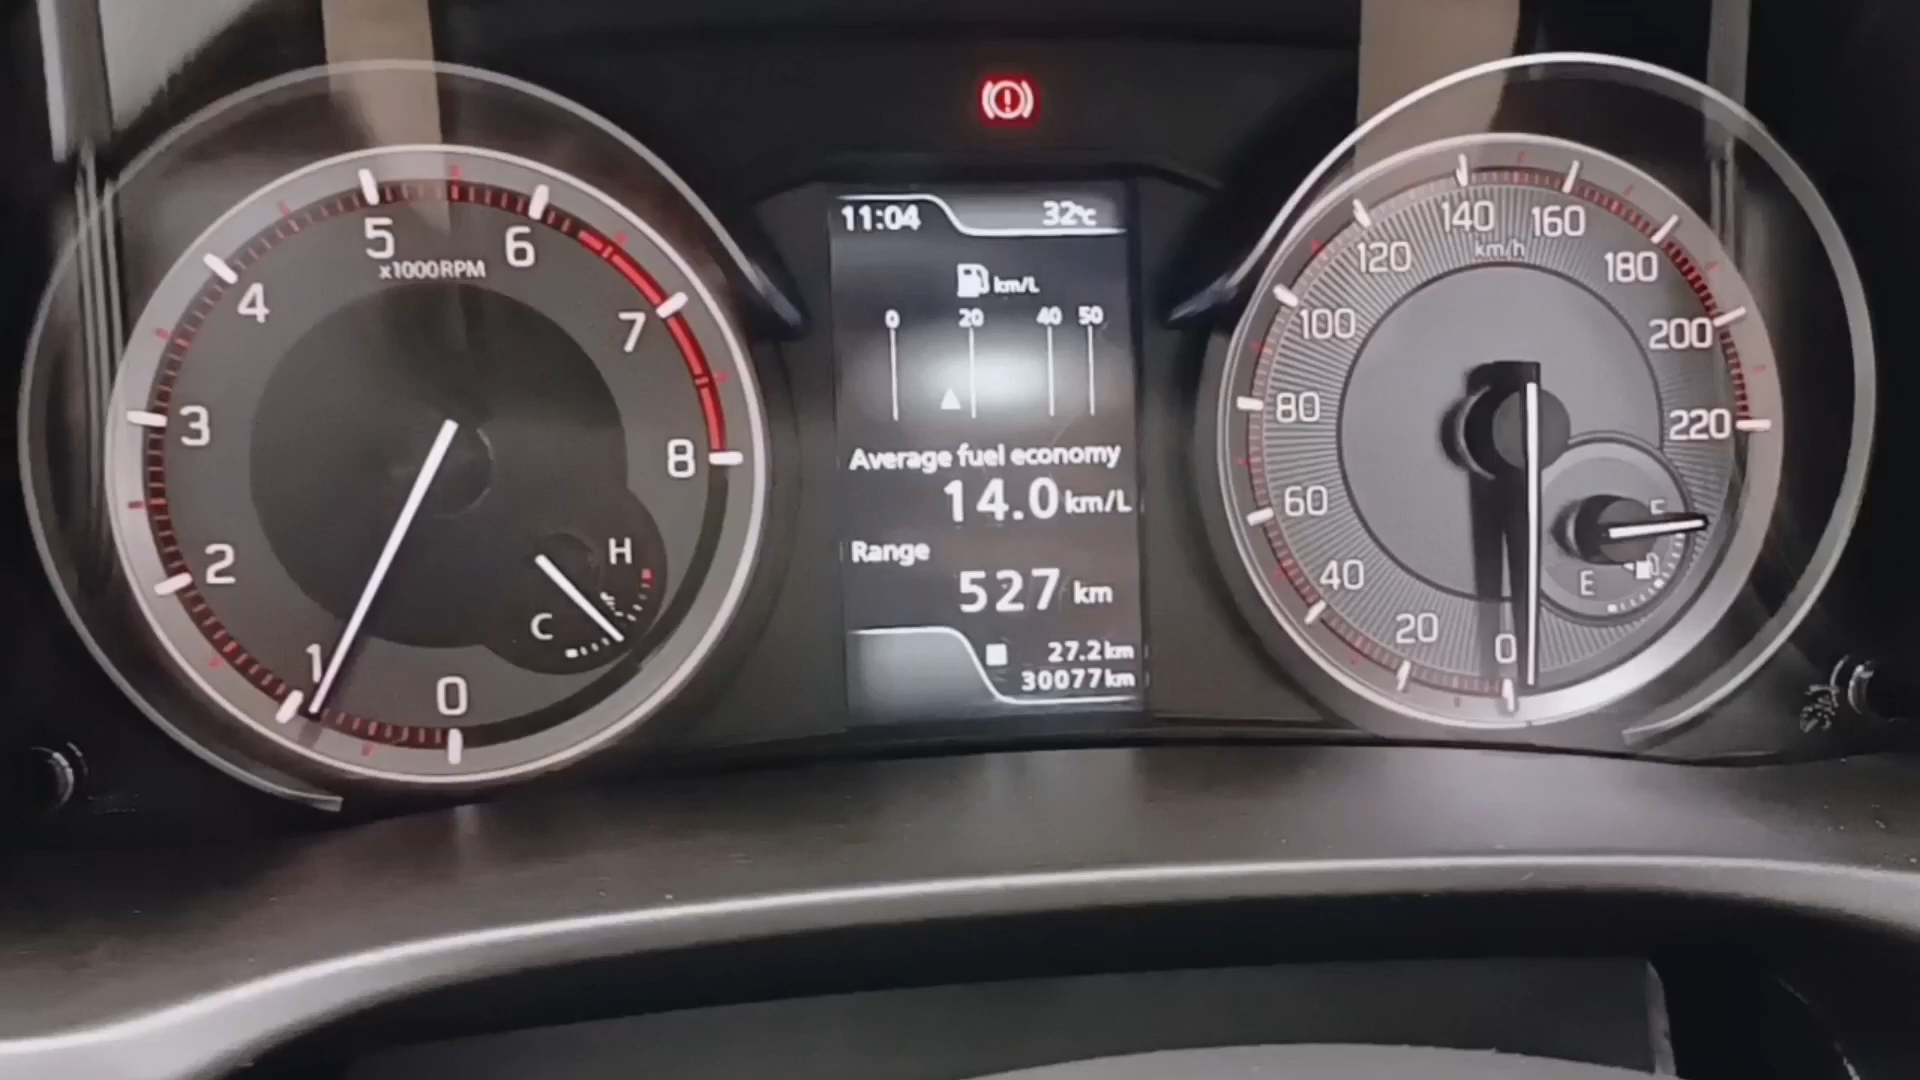 11:04 32°C
km/L
0 20 40 50
Average fuel economy
14.0 km/L
Range
527 km
27.2 km
30077 km
0
1
2
3
4
5
6
7
8
x1000RPM
H
C
0
20
40
60
80
100
120
140
160
180
200
220
km/h
F
E